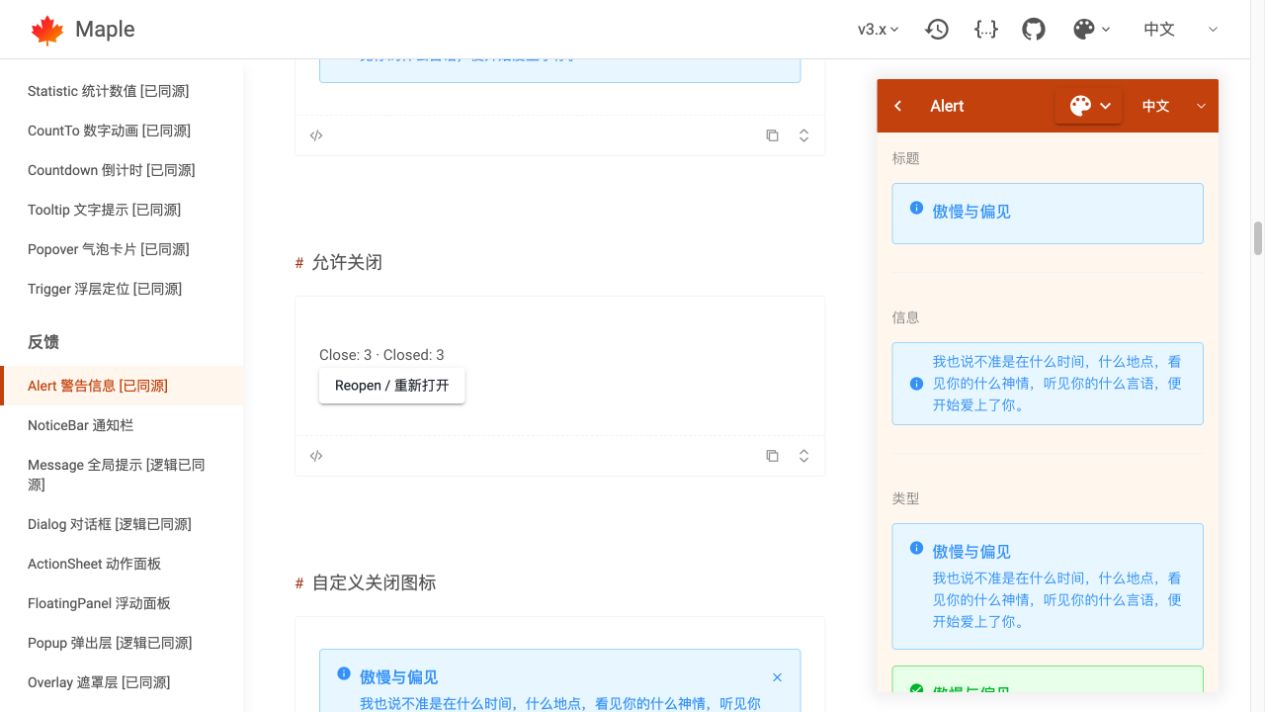 Maple
v3.x
中文
Statistic 统计数值 [已同源]
CountTo 数字动画 [已同源]
Countdown 倒计时 [已同源]
Tooltip 文字提示 [已同源]
Popover 气泡卡片 [已同源]
Trigger 浮层定位 [已同源]
反馈
Alert 警告信息 [已同源]
NoticeBar 通知栏
Message 全局提示 [逻辑已同
源]
Dialog 对话框 [逻辑已同源]
ActionSheet 动作面板
FloatingPanel 浮动面板
Popup 弹出层 [逻辑已同源]
Overlay 遮罩层 [已同源]
# 允许关闭
Close: 3 · Closed: 3
Reopen / 重新打开
# 自定义关闭图标
傲慢与偏见
我也说不准是在什么时间，什么地点，看见你的什么神情，听见你
Alert
中文
标题
傲慢与偏见
信息
我也说不准是在什么时间，什么地点，看
见你的什么神情，听见你的什么言语，便
开始爱上了你。
类型
傲慢与偏见
我也说不准是在什么时间，什么地点，看
见你的什么神情，听见你的什么言语，便
开始爱上了你。
傲慢与偏见